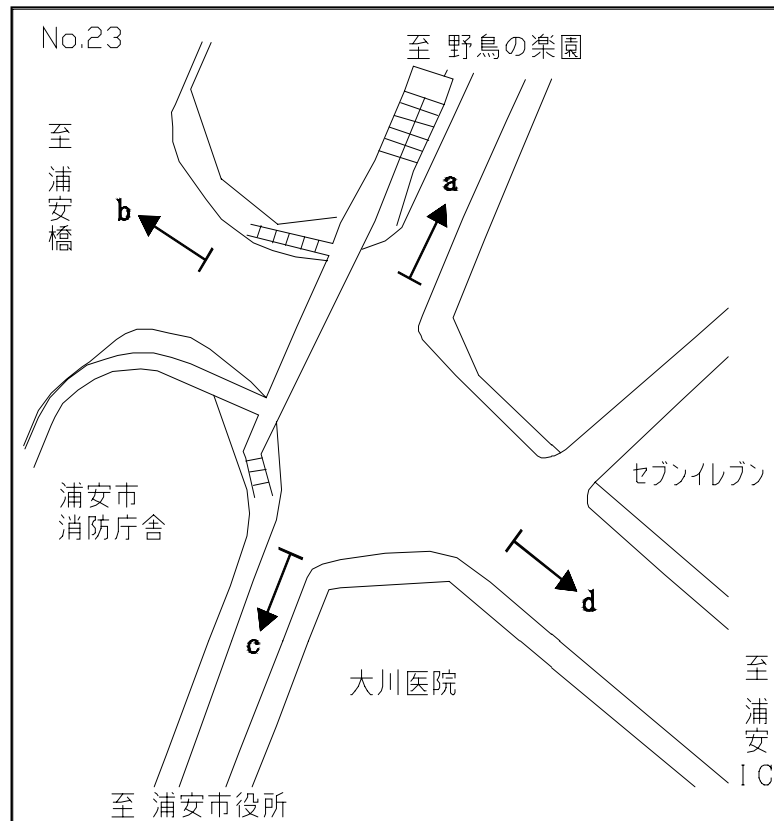 No.23
至 野鳥の楽園
至 浦安橋
a
b
セブンイレブン
浦安市
消防庁舎
c
d
大川医院
至 浦安IC
至 浦安市役所